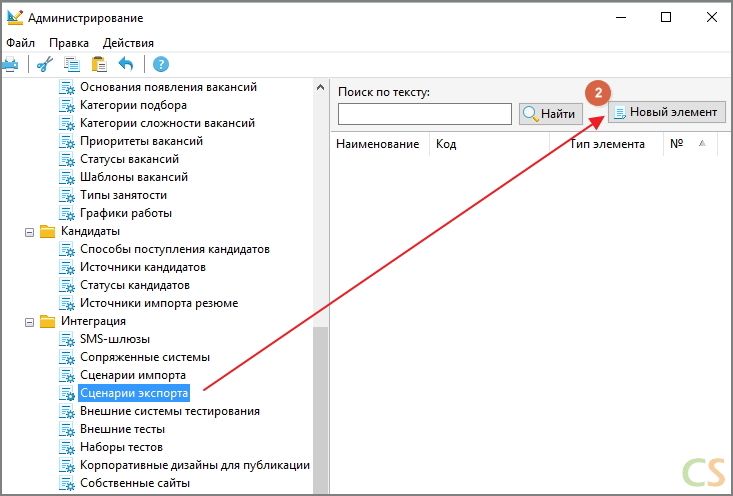 Администрирование
Файл Правка Действия
Основания появления вакансий
Категории подбора
Категории сложности вакансий
Приоритеты вакансий
Статусы вакансий
Шаблоны вакансий
Типы занятости
Графики работы
Кандидаты
Способы поступления кандидатов
Источники кандидатов
Статусы кандидатов
Источники импорта резюме
Интеграция
SMS-шлюзы
Сопряженные системы
Сценарии импорта
Сценарии экспорта
Внешние системы тестирования
Внешние тесты
Наборы тестов
Корпоративные дизайны для публикации
Собственные сайты
Поиск по тексту:
2
Найти Новый элемент
Наименование Код Тип элемента №
CS